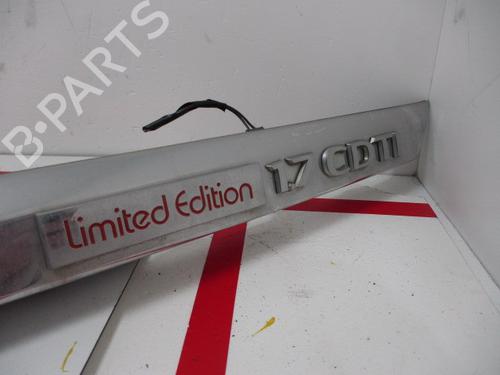 B-PARTS
Limited Edition
1.7 CDTI